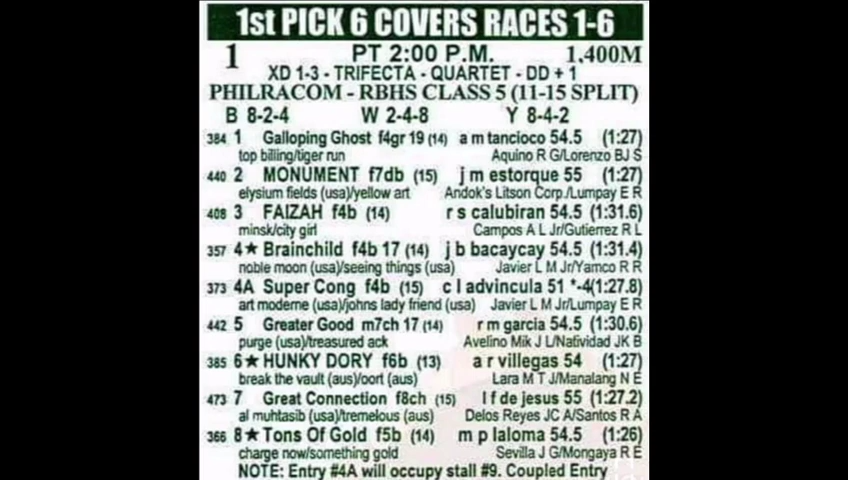 1st PICK 6 COVERS RACES 1-6
1 PT 2:00 P.M. 1,400M
XD 1-3 - TRIFECTA - QUARTET - DD + 1
PHILRACOM - RBHS CLASS 5 (11-15 SPLIT)
B 8-2-4 W 2-4-8 Y 8-4-2
384 1 Galloping Ghost f4gr 19 (14) a m tancioco 54.5 (1:27)
top billing/tiger run Aquino R G/Lorenzo BJ S
440 2 MONUMENT f7db (15) j m estorque 55 (1:27)
elysium fields (usa)/yellow art Andok's Litson Corp./Lumpay E R
408 3 FAIZAH f4b (14) r s calubiran 54.5 (1:31.6)
minsk/city girl Campos A L Jr/Gutierrez R L
357 4★ Brainchild f4b 17 (14) j b bacaycay 54.5 (1:31.4)
noble moon (usa)/seeing things (usa) Javier L M Jr/Yamco R R
373 4A Super Cong f4b (15) c l advincula 51 *-4(1:27.8)
art moderne (usa)/johns lady friend (usa) Javier L M Jr/Lumpay E R
442 5 Greater Good m7ch 17 (14) r m garcia 54.5 (1:30.6)
purge (usa)/treasured ack Avelino Mik J L/Natividad JK B
385 6★ HUNKY DORY f6b (13) a r villegas 54 (1:27)
break the vault (aus)/oort (aus) Lara M T J/Manalang N E
473 7 Great Connection f8ch (15) l f de jesus 55 (1:27.2)
al muhtasib (usa)/tremelous (aus) Delos Reyes JC A/Santos R A
366 8★ Tons Of Gold f5b (14) m p laloma 54.5 (1:26)
charge now/something gold Sevilla J G/Mongaya R E
NOTE: Entry #4A will occupy stall #9. Coupled Entry